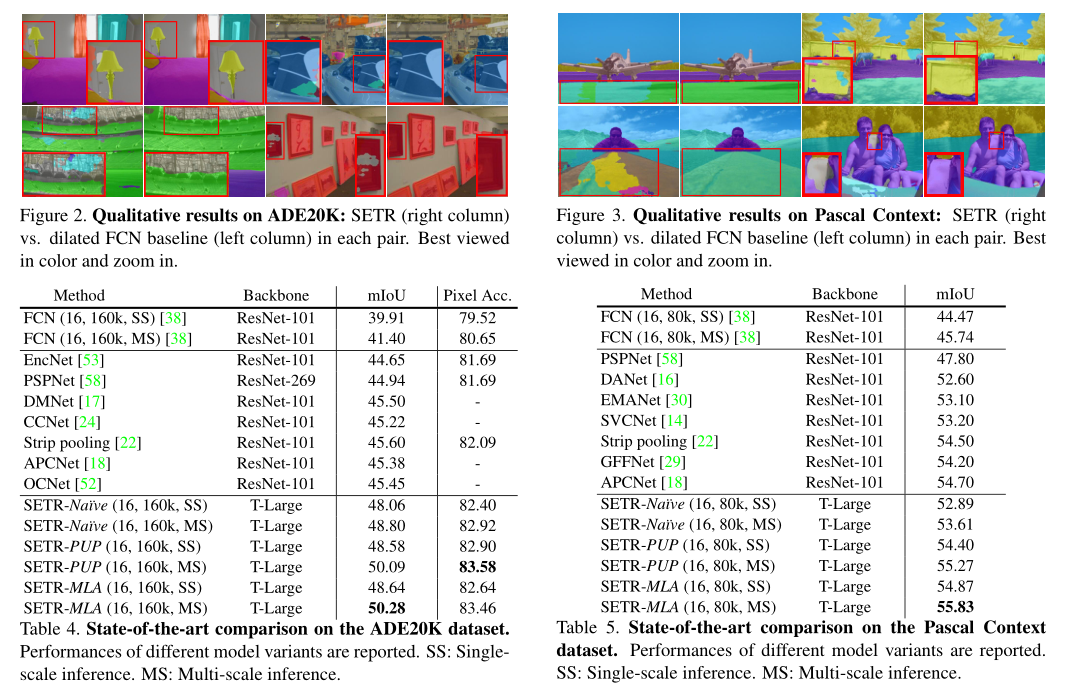 Figure 2. Qualitative results on ADE20K: SETR (right column)
vs. dilated FCN baseline (left column) in each pair. Best viewed
in color and zoom in.
Method Backbone mIoU Pixel Acc.
FCN (16, 160k, SS) [38] ResNet-101 39.91 79.52
FCN (16, 160k, MS) [38] ResNet-101 41.40 80.65
EncNet [53] ResNet-101 44.65 81.69
PSPNet [58] ResNet-269 44.94 81.69
DMNet [17] ResNet-101 45.50 -
CCNet [24] ResNet-101 45.22 -
Strip pooling [22] ResNet-101 45.60 82.09
APCNet [18] ResNet-101 45.38 -
OCNet [52] ResNet-101 45.45 -
SETR-Naïve (16, 160k, SS) T-Large 48.06 82.40
SETR-Naïve (16, 160k, MS) T-Large 48.80 82.92
SETR-PUP (16, 160k, SS) T-Large 48.58 82.90
SETR-PUP (16, 160k, MS) T-Large 50.09 83.58
SETR-MLA (16, 160k, SS) T-Large 48.64 82.64
SETR-MLA (16, 160k, MS) T-Large 50.28 83.46
Table 4. State-of-the-art comparison on the ADE20K dataset.
Performances of different model variants are reported. SS: Single-
scale inference. MS: Multi-scale inference.
Figure 3. Qualitative results on Pascal Context: SETR (right
column) vs. dilated FCN baseline (left column) in each pair. Best
viewed in color and zoom in.
Method Backbone mIoU
FCN (16, 80k, SS) [38] ResNet-101 44.47
FCN (16, 80k, MS) [38] ResNet-101 45.74
PSPNet [58] ResNet-101 47.80
DANet [16] ResNet-101 52.60
EMANet [30] ResNet-101 53.10
SVCNet [14] ResNet-101 53.20
Strip pooling [22] ResNet-101 54.50
GFFNet [29] ResNet-101 54.20
APCNet [18] ResNet-101 54.70
SETR-Naïve (16, 80k, SS) T-Large 52.89
SETR-Naïve (16, 80k, MS) T-Large 53.61
SETR-PUP (16, 80k, SS) T-Large 54.40
SETR-PUP (16, 80k, MS) T-Large 55.27
SETR-MLA (16, 80k, SS) T-Large 54.87
SETR-MLA (16, 80k, MS) T-Large 55.83
Table 5. State-of-the-art comparison on the Pascal Context
dataset. Performances of different model variants are reported.
SS: Single-scale inference. MS: Multi-scale inference.